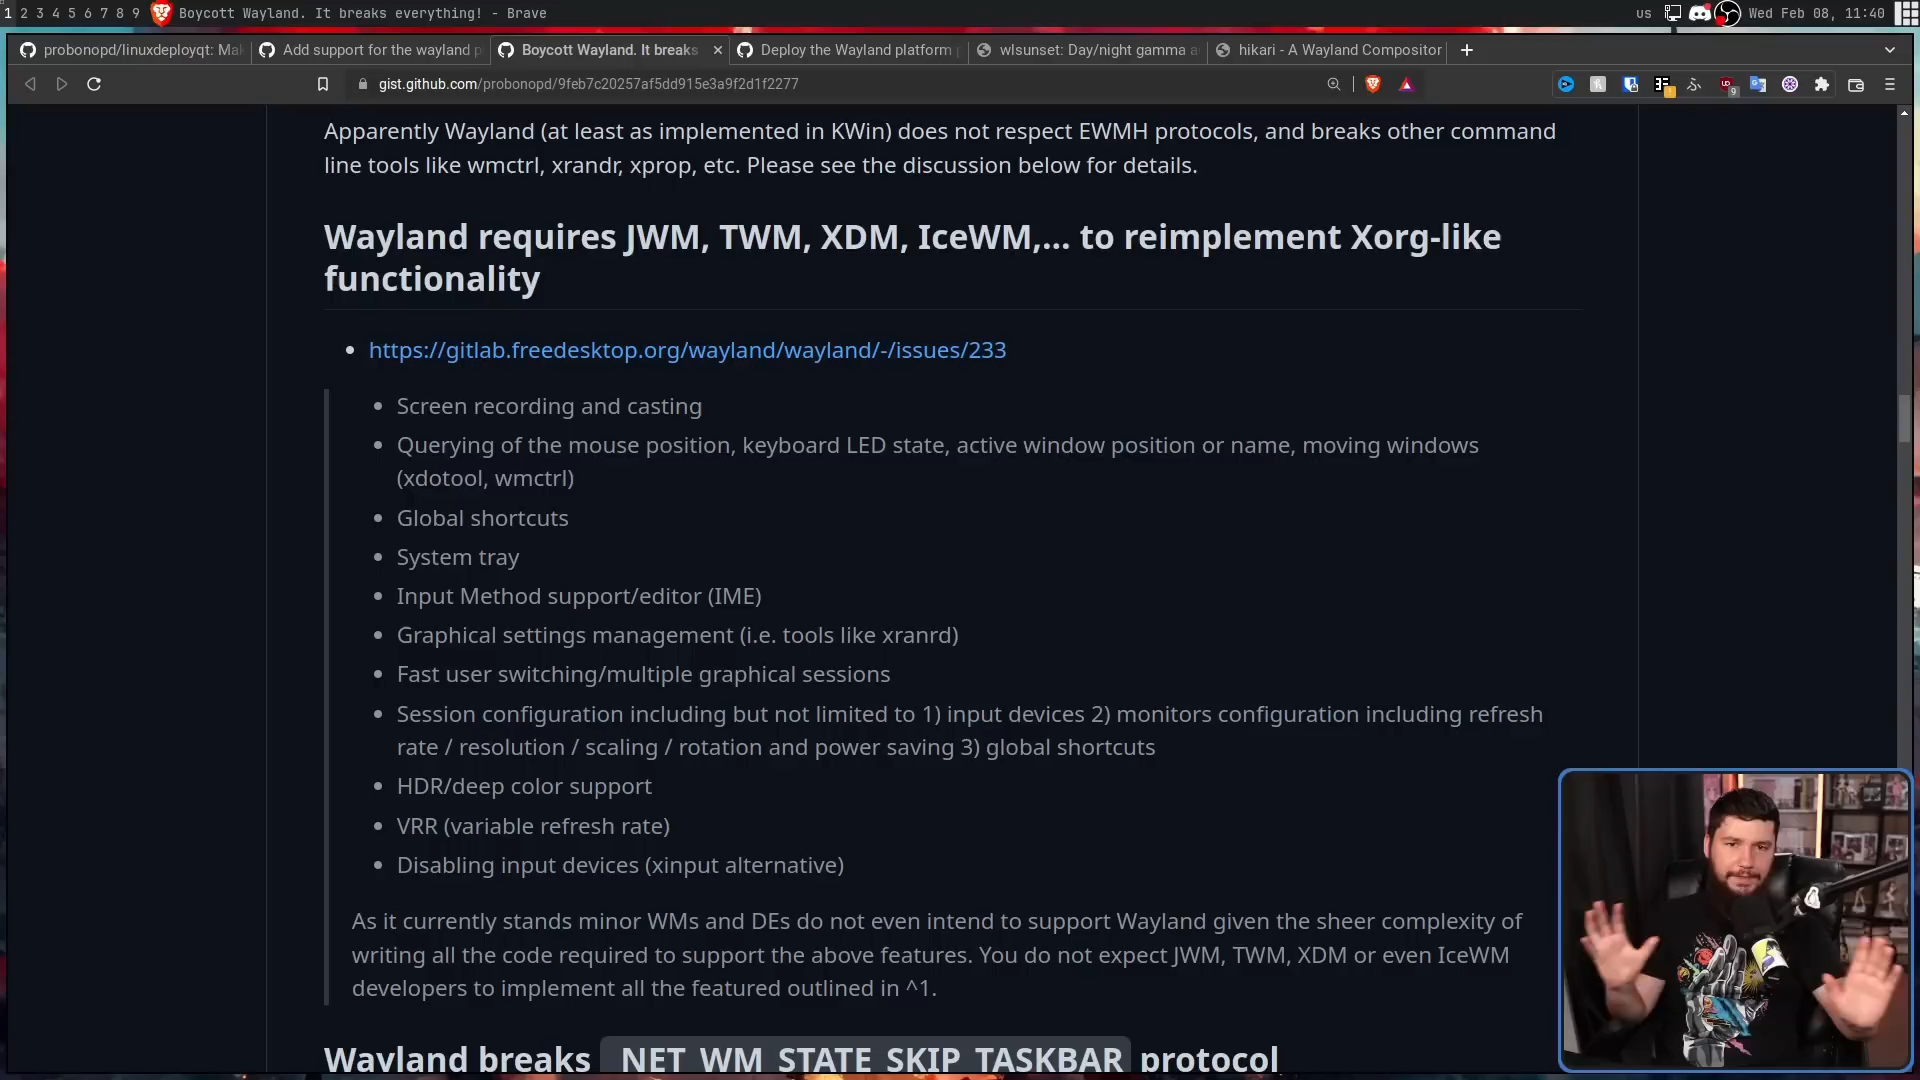 1 2 3 4 5 6 7 8 9 Boycott Wayland. It breaks everything! - Brave us Wed Feb 08, 11:40
probonopd/linuxdeployqt: Mak Add support for the wayland p Boycott Wayland. It breaks Deploy the Wayland platform wlsunset: Day/night gamma a hikari - A Wayland Compositor
gist.github.com/probonopd/9feb7c20257af5dd915e3a9f2d1f2277
Apparently Wayland (at least as implemented in KWin) does not respect EWMH protocols, and breaks other command
line tools like wmctrl, xrandr, xprop, etc. Please see the discussion below for details.
Wayland requires JWM, TWM, XDM, IceWM,... to reimplement Xorg-like
functionality
https://gitlab.freedesktop.org/wayland/wayland/-/issues/233
Screen recording and casting
Querying of the mouse position, keyboard LED state, active window position or name, moving windows
(xdotool, wmctrl)
Global shortcuts
System tray
Input Method support/editor (IME)
Graphical settings management (i.e. tools like xranrd)
Fast user switching/multiple graphical sessions
Session configuration including but not limited to 1) input devices 2) monitors configuration including refresh
rate / resolution / scaling / rotation and power saving 3) global shortcuts
HDR/deep color support
VRR (variable refresh rate)
Disabling input devices (xinput alternative)
As it currently stands minor WMs and DEs do not even intend to support Wayland given the sheer complexity of
writing all the code required to support the above features. You do not expect JWM, TWM, XDM or even IceWM
developers to implement all the featured outlined in ^1.
Wayland breaks _NET_WM_STATE_SKIP_TASKBAR protocol